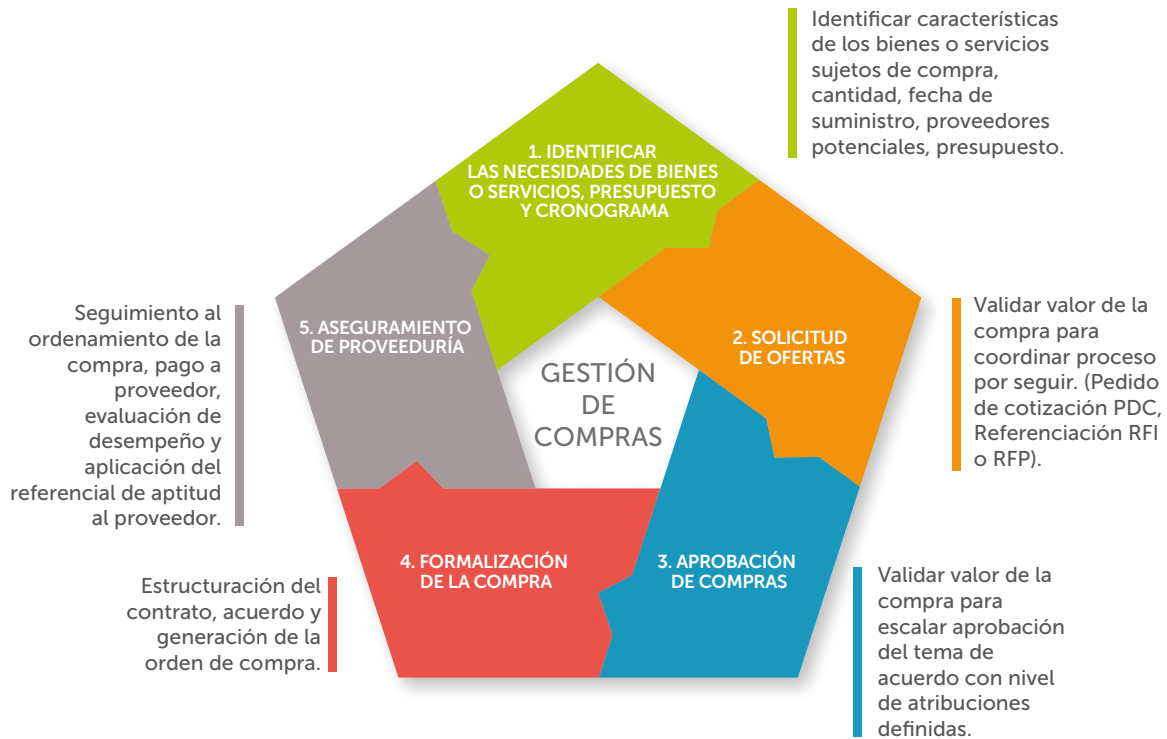 Identificar características
de los bienes o servicios
sujetos de compra,
cantidad, fecha de
suministro, proveedores
potenciales, presupuesto.
1. IDENTIFICAR
LAS NECESIDADES DE BIENES
O SERVICIOS, PRESUPUESTO
Y CRONOGRAMA
2. SOLICITUD
DE OFERTAS
Validar valor de la
compra para
coordinar proceso
por seguir. (Pedido
de cotización PDC,
Referenciación RFI
o RFP).
GESTIÓN
DE
COMPRAS
3. APROBACIÓN
DE COMPRAS
Validar valor de la
compra para
escalar aprobación
del tema de
acuerdo con nivel
de atribuciones
definidas.
4. FORMALIZACIÓN
DE LA COMPRA
Estructuración del
contrato, acuerdo y
generación de la
orden de compra.
5. ASEGURAMIENTO
DE PROVEEDURÍA
Seguimiento al
ordenamiento de la
compra, pago a
proveedor,
evaluación de
desempeño y
aplicación del
referencial de aptitud
al proveedor.